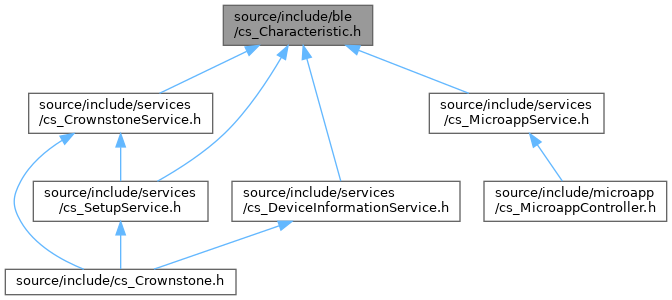 source/include/ble
/cs_Characteristic.h
source/include/services
/cs_CrownstoneService.h
source/include/services
/cs_MicroappService.h
source/include/services
/cs_SetupService.h
source/include/services
/cs_DeviceInformationService.h
source/include/microapp
/cs_MicroappController.h
source/include/cs_Crownstone.h